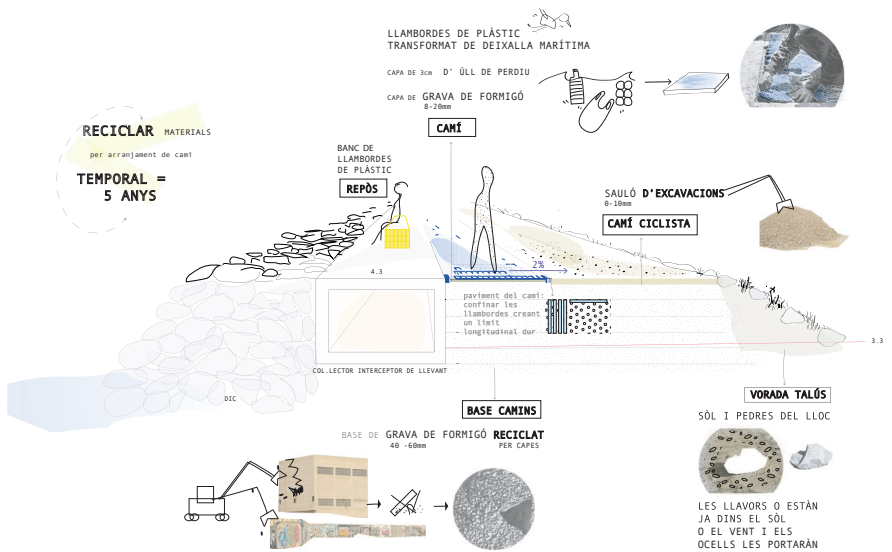 LLAMBORDES DE PLÀSTIC
TRANSFORMAT DE DEIXALLA MARÍTIMA
CAPA DE 3cm D' ÚLL DE PERDIU
CAPA DE GRAVA DE FORMIGÓ
8-20mm
CAMÍ
RECICLAR MATERIALS
per arranjament de camí
TEMPORAL =
5 ANYS
BANC DE
LLAMBORDES
DE PLÀSTIC
REPÒS
SAULÓ D'EXCAVACIONS
0-10mm
CAMÍ CICLISTA
2%
4.3
paviment del camí:
confinar les
llambordes creant
un límit
longitudinal dur
3.3
COL.LECTOR INTERCEPTOR DE LLEVANT
DIC
BASE CAMINS
BASE DE GRAVA DE FORMIGÓ RECICLAT
40 -60mm PER CAPES
VORADA TALÚS
SÒL I PEDRES DEL LLOC
LES LLAVORS O ESTÀN
JA DINS EL SÒL
O EL VENT I ELS
OCELLS LES PORTARÀN